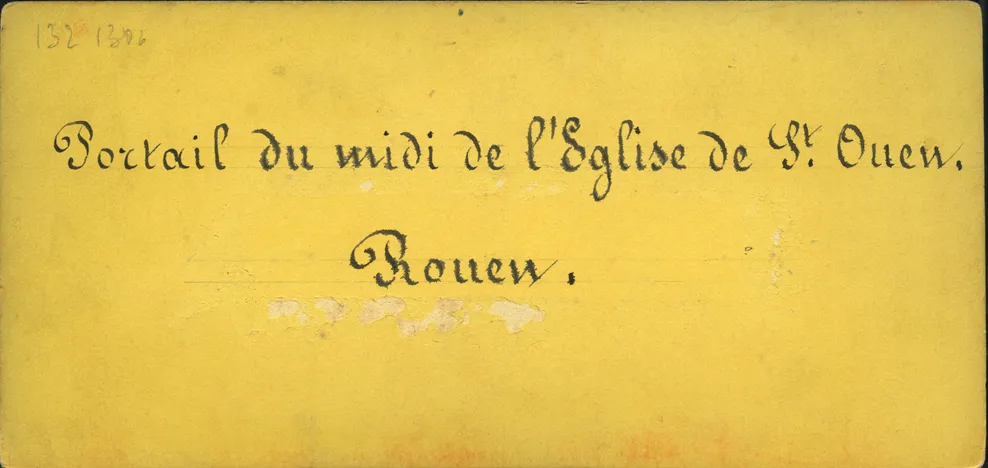 132 1306
Portail du midi de l'Eglise de St. Ouen.
Rouen.